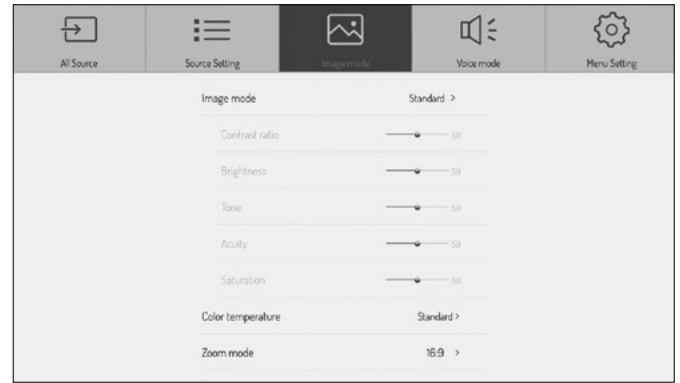 All Source
Source Setting
Image mode
Voice mode
Menu Setting
Image mode Standard >
Contrast ratio 50
Brightness 50
Tone 50
Acuity 50
Saturation 50
Color temperature Standard >
Zoom mode 16:9 >